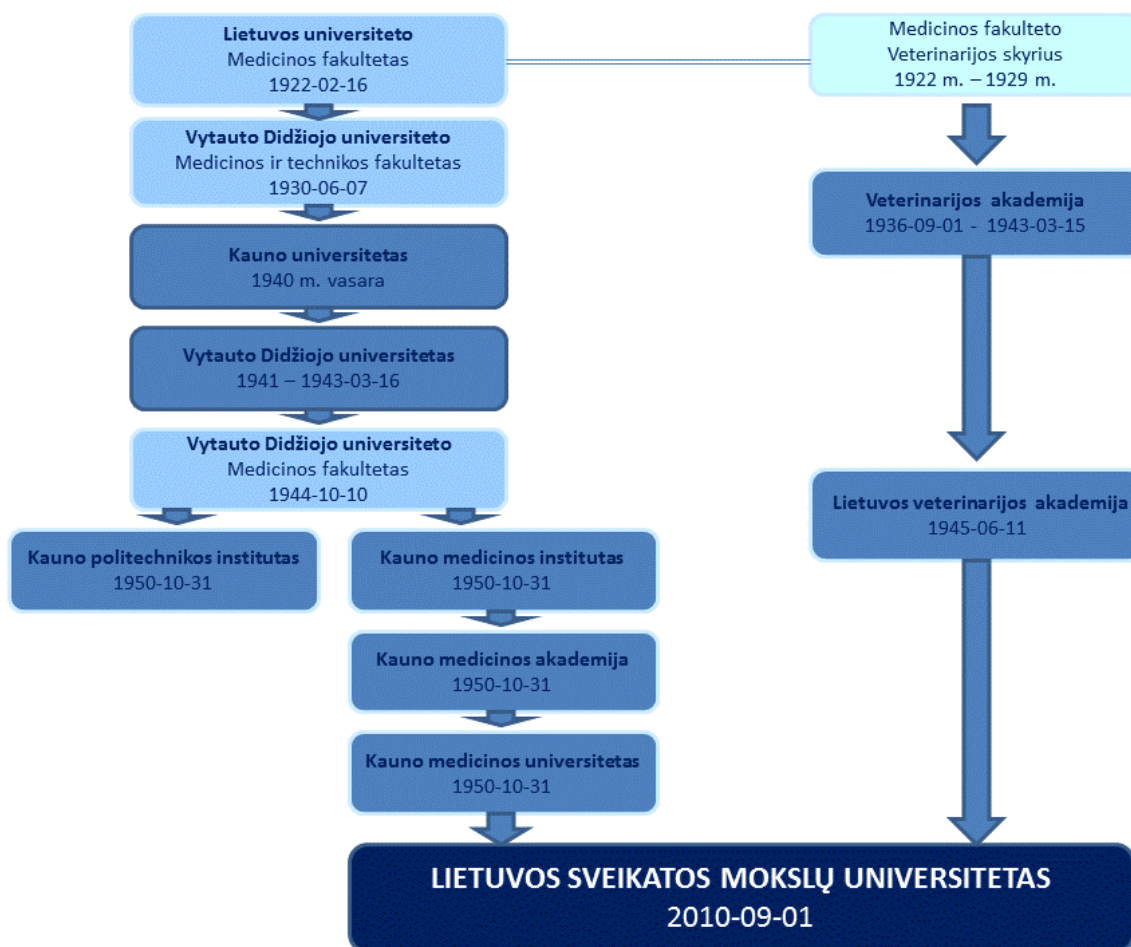 Lietuvos universiteto
Medicinos fakultetas
1922-02-16
Medicinos fakulteto
Veterinarijos skyrius
1922 m. – 1929 m.
Vytauto Didžiojo universiteto
Medicinos ir technikos fakultetas
1930-06-07
Veterinarijos akademija
1936-09-01 - 1943-03-15
Kauno universitetas
1940 m. vasara
Vytauto Didžiojo universitetas
1941 – 1943-03-16
Vytauto Didžiojo universiteto
Medicinos fakultetas
1944-10-10
Lietuvos veterinarijos akademija
1945-06-11
Kauno politechnikos institutas
1950-10-31
Kauno medicinos institutas
1950-10-31
Kauno medicinos akademija
1950-10-31
Kauno medicinos universitetas
1950-10-31
LIETUVOS SVEIKATOS MOKSLŲ UNIVERSITETAS
2010-09-01